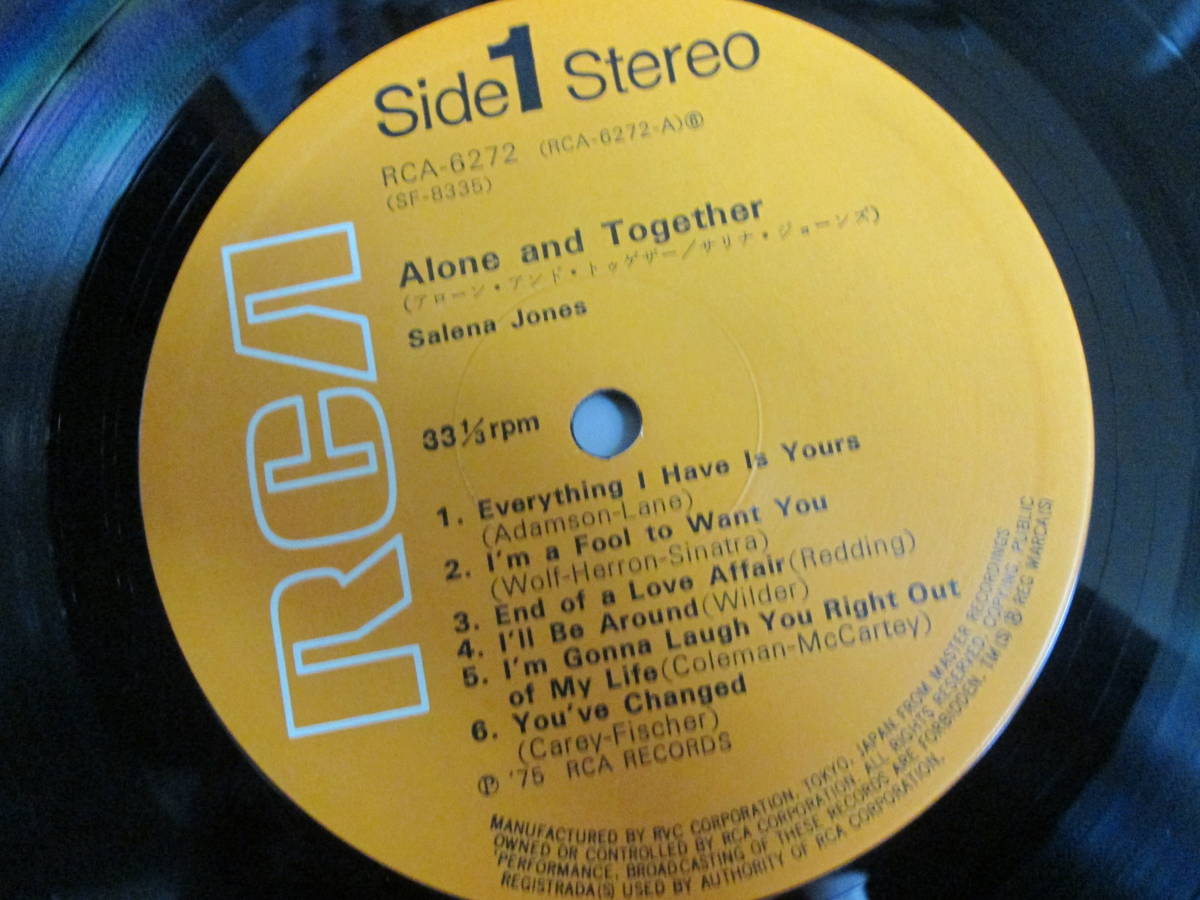 Side 1 Stereo
RCA-6272 (RCA-6272-A)Ⓑ
(SF-8335)
Alone and Together
(アローン・アンド・トゥゲザー/サリナ・ジョーンズ)
Salena Jones
RCA
33⅓rpm
1. Everything I Have Is Yours
(Adamson-Lane)
2. I'm a Fool to Want You
(Wolf-Herron-Sinatra)
3. End of a Love Affair(Redding)
4. I'll Be Around(Wilder)
5. I'm Gonna Laugh You Right Out
of My Life(Coleman-McCartey)
6. You've Changed
(Carey-Fischer)
Ⓟ '75 RCA RECORDS
MANUFACTURED BY RVC CORPORATION, TOKYO, JAPAN FROM MASTER RECORDINGS
OWNED OR CONTROLLED BY RCA CORPORATION. ALL RIGHTS RESERVED. COPYING, PUBLIC
PERFORMANCE, BROADCASTING OF THESE RECORDS ARE FORBIDDEN. TM(S) ® REG MARCA(S)
REGISTRADA(S) USED BY AUTHORITY OF RCA CORPORATION.